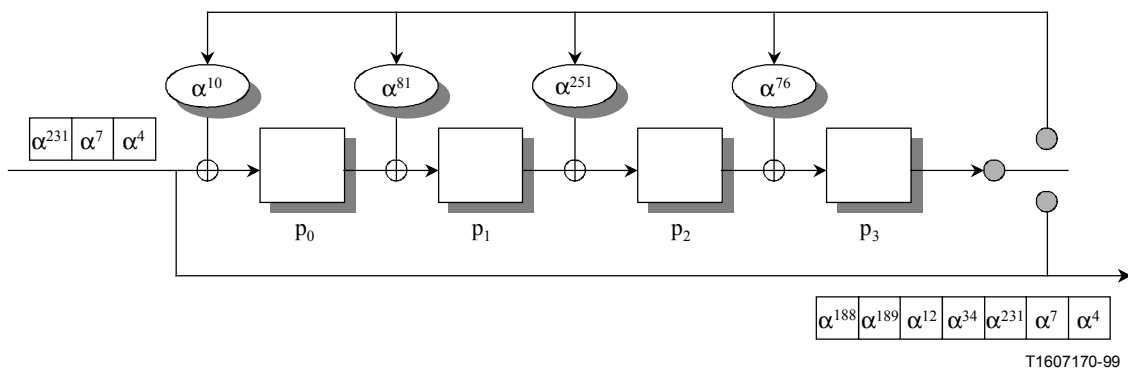 α¹⁰ α⁸¹ α²⁵¹ α⁷⁶
α²³¹ α⁷ α⁴
p₀ p₁ p₂ p₃
α¹⁸⁸ α¹⁸⁹ α¹² α³⁴ α²³¹ α⁷ α⁴
T1607170-99